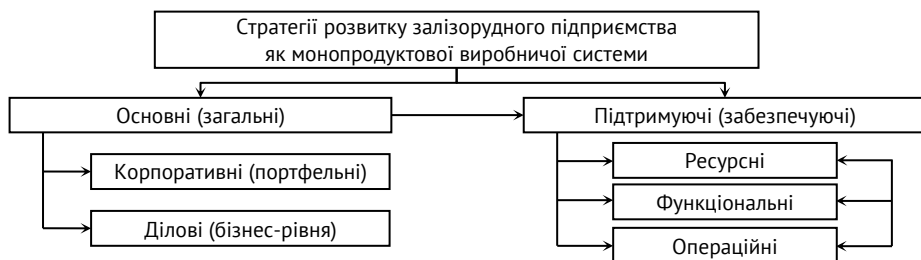 Стратегії розвитку залізорудного підприємства
як монопродуктової виробничої системи
Основні (загальні)
Підтримуючі (забезпечуючі)
Корпоративні (портфельні)
Ділові (бізнес-рівня)
Ресурсні
Функціональні
Операційні